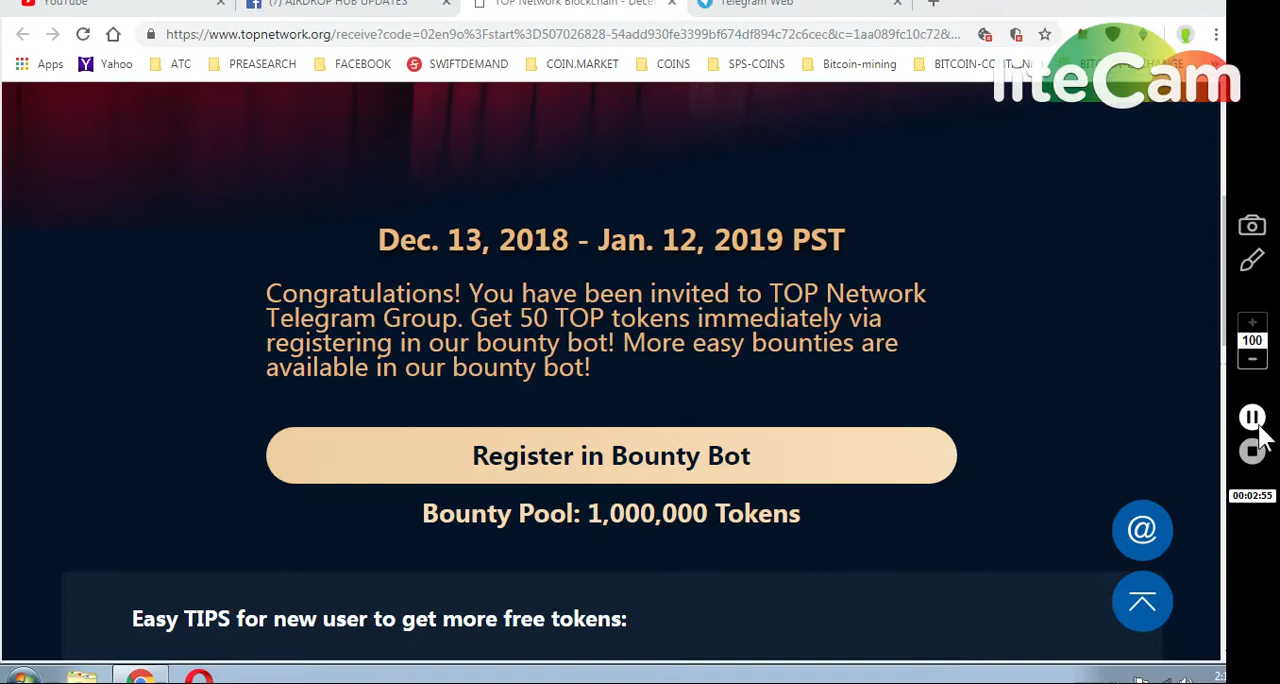 YouTube
(7) AIRDROP HUB UPDATES
TOP Network Blockchain - Decen
Telegram Web
https://www.topnetwork.org/receive?code=02en9o%3Fstart%3D507026828-54add930fe3399bf674df894c72c6cec&c=1aa089fc10c72&...
Apps
Yahoo
ATC
PREASEARCH
FACEBOOK
SWIFTDEMAND
COIN.MARKET
COINS
SPS-COINS
Bitcoin-mining
liteCam
Dec. 13, 2018 - Jan. 12, 2019 PST
Congratulations! You have been invited to TOP Network
Telegram Group. Get 50 TOP tokens immediately via
registering in our bounty bot! More easy bounties are
available in our bounty bot!
Register in Bounty Bot
Bounty Pool: 1,000,000 Tokens
Easy TIPS for new user to get more free tokens:
100
00:02:55